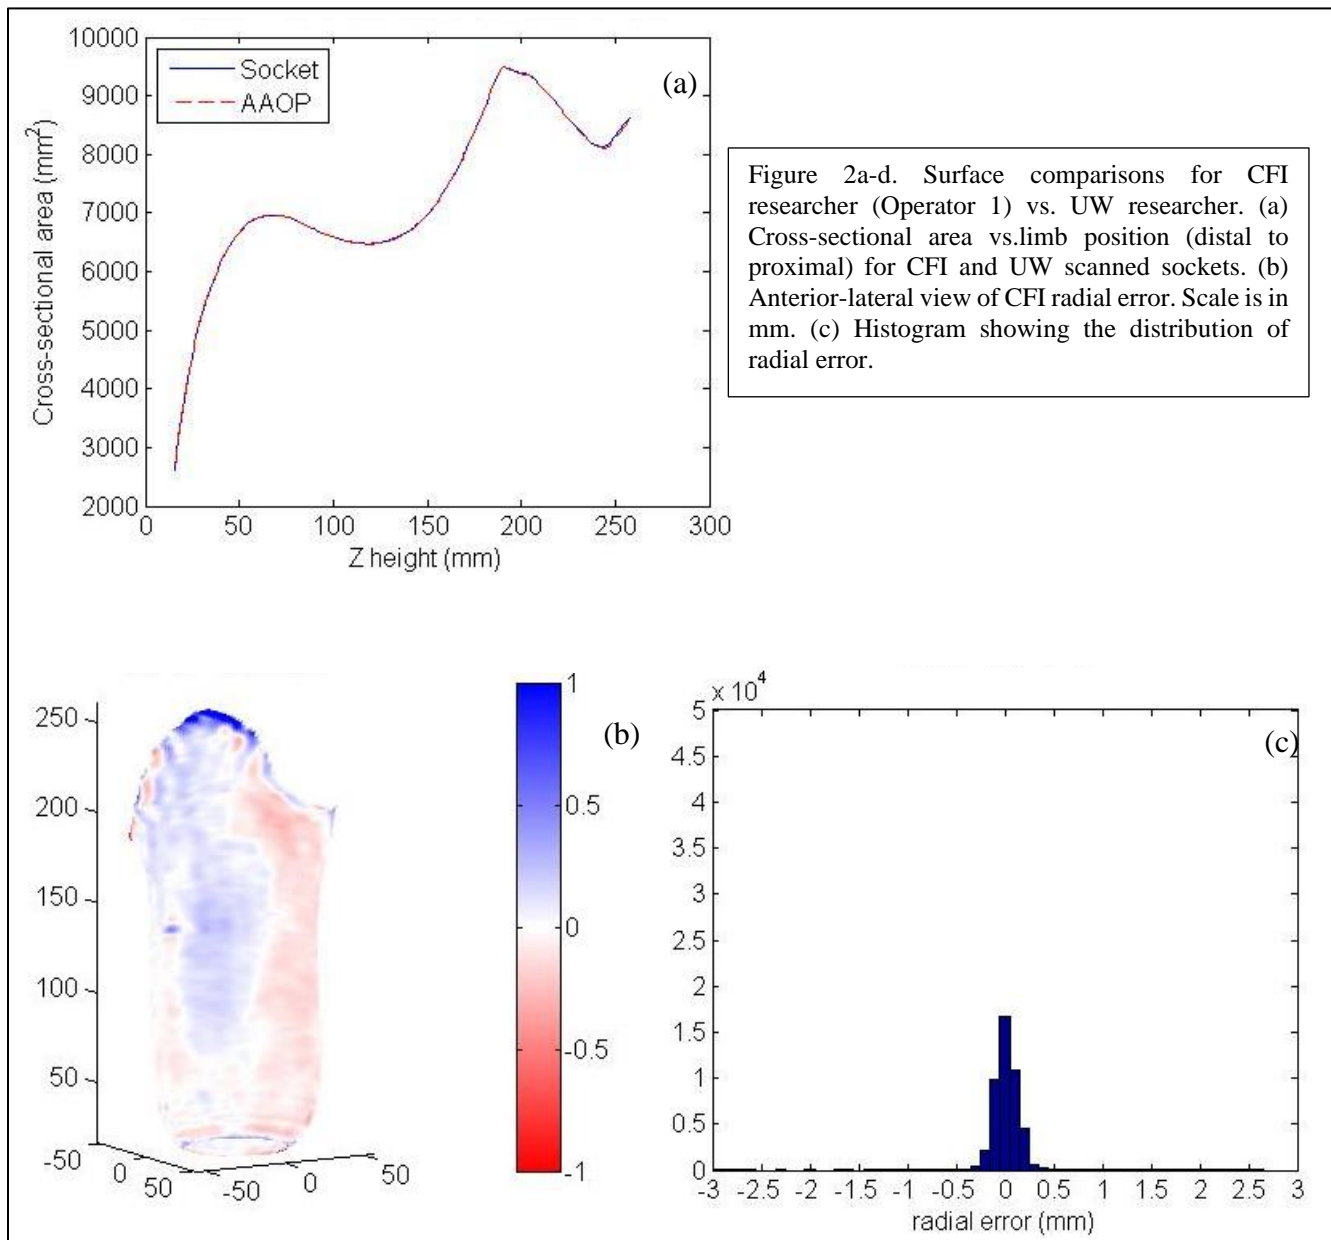 10000
9000
8000
7000
6000
5000
4000
3000
2000
Cross-sectional area (mm²)
Socket
AAOP
(a)
0 50 100 150 200 250 300
Z height (mm)
Figure 2a-d. Surface comparisons for CFI
researcher (Operator 1) vs. UW researcher. (a)
Cross-sectional area vs.limb position (distal to
proximal) for CFI and UW scanned sockets. (b)
Anterior-lateral view of CFI radial error. Scale is in
mm. (c) Histogram showing the distribution of
radial error.
250
200
150
100
50
-50 0 50 -50 0 50
1
0.5
0
-0.5
-1
(b)
x 10⁴
5
4.5
4
3.5
3
2.5
2
1.5
1
0.5
0
(c)
-3 -2.5 -2 -1.5 -1 -0.5 0 0.5 1 1.5 2 2.5 3
radial error (mm)